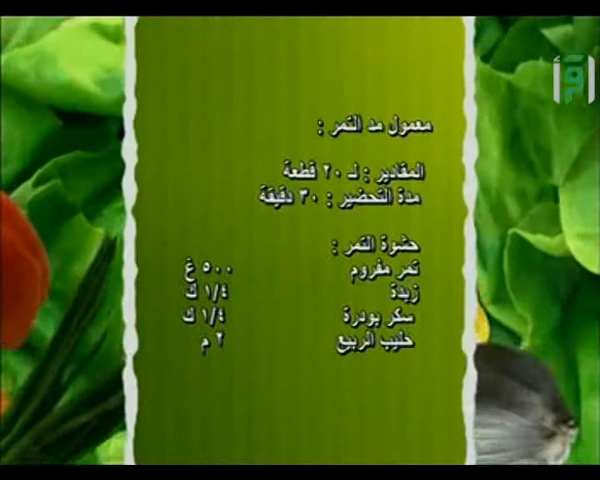 اقرأ
معمول مد التمر :
المقادير : لـ ٢٠ قطعة
مدة التحضير : ٣٠ دقيقة
حشوة التمر :
تمر مفروم ٥٠٠ غ
زبدة ١/٤ ك
سكر بودرة ١/٤ ك
حليب الربيع ٢ م